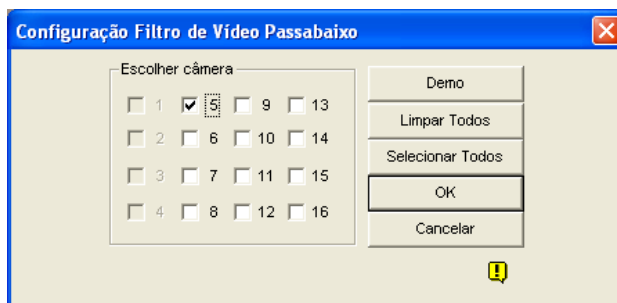 Configuração Filtro de Vídeo Passabaixo
Escolher câmera
1 5 9 13
2 6 10 14
3 7 11 15
4 8 12 16
Demo
Limpar Todos
Selecionar Todos
OK
Cancelar